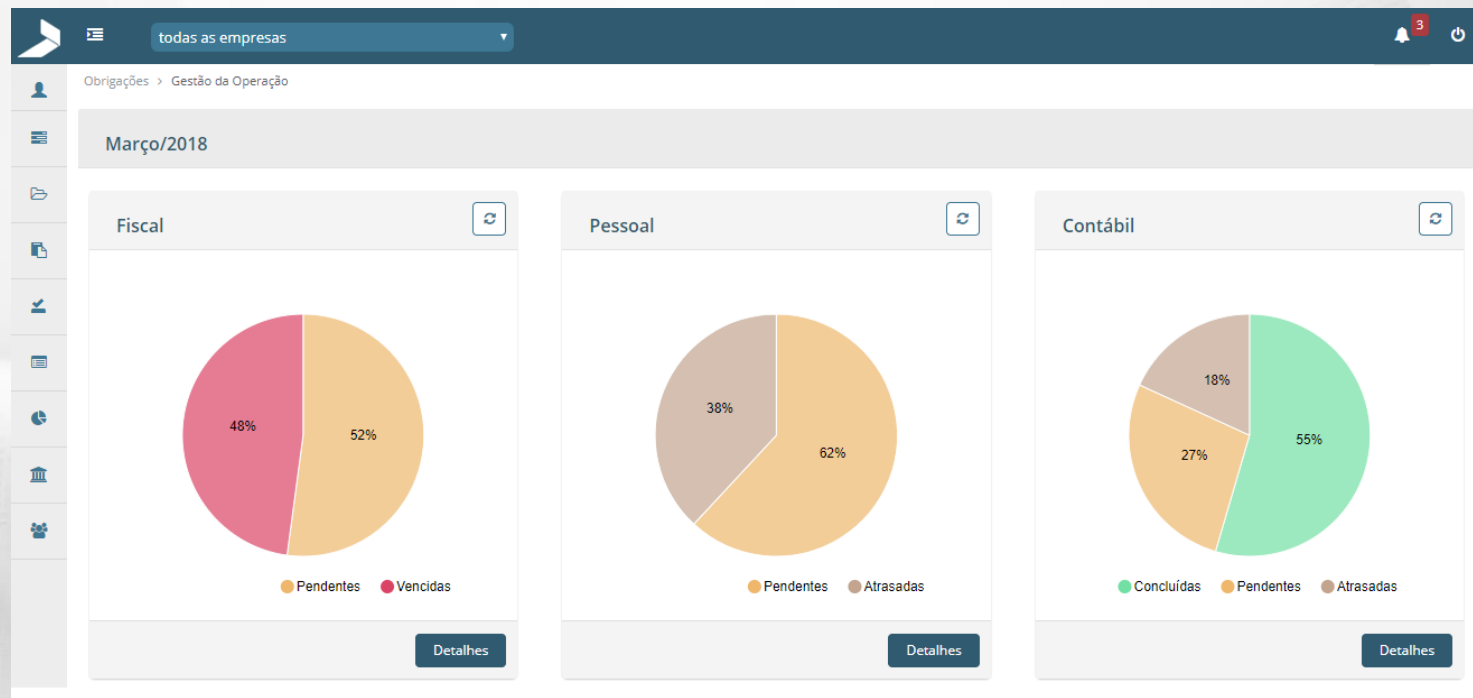 todas as empresas
3
Obrigações > Gestão da Operação
Março/2018
Fiscal
48%
52%
Pendentes Vencidas
Detalhes
Pessoal
38%
62%
Pendentes Atrasadas
Detalhes
Contábil
18%
55%
27%
Concluídas Pendentes Atrasadas
Detalhes